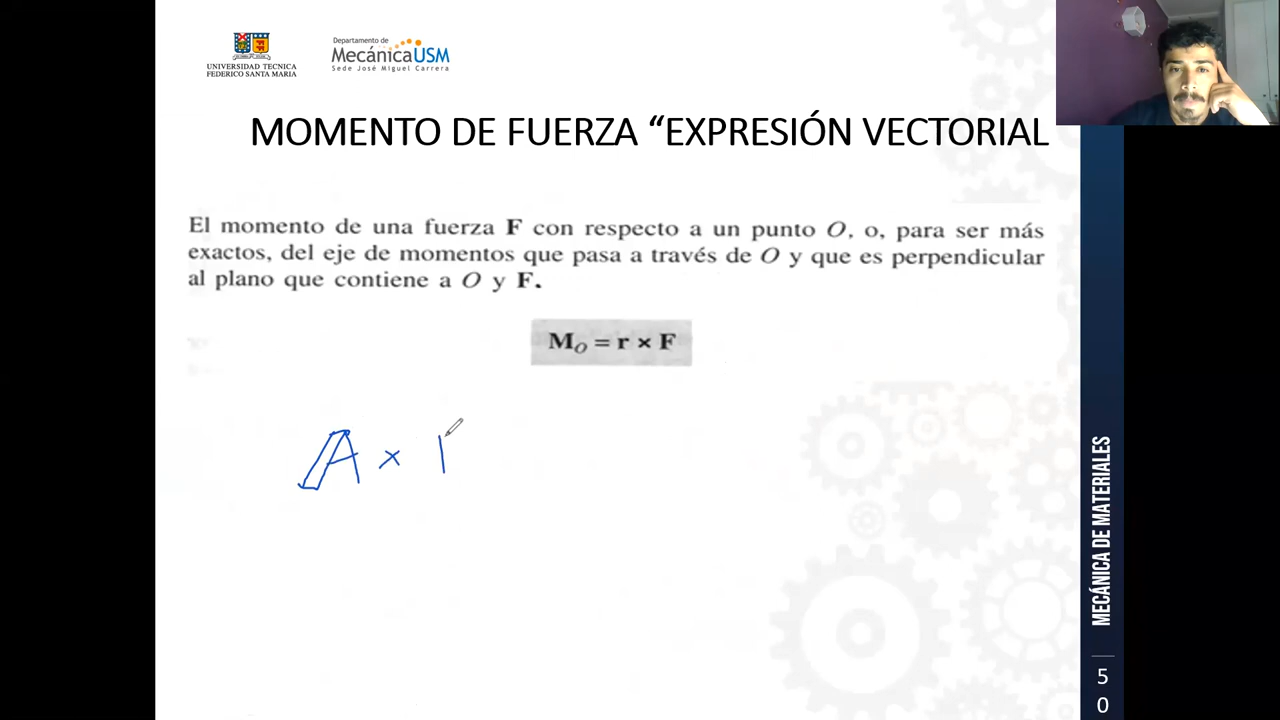 UNIVERSIDAD TECNICA
FEDERICO SANTA MARIA
Departamento de
MecánicaUSM
Sede José Miguel Carrera
MOMENTO DE FUERZA “EXPRESIÓN VECTORIAL
El momento de una fuerza F con respecto a un punto O, o, para ser más
exactos, del eje de momentos que pasa a través de O y que es perpendicular
al plano que contiene a O y F.
M_O = r × F
A ×
MECÁNICA DE MATERIALES
5
0